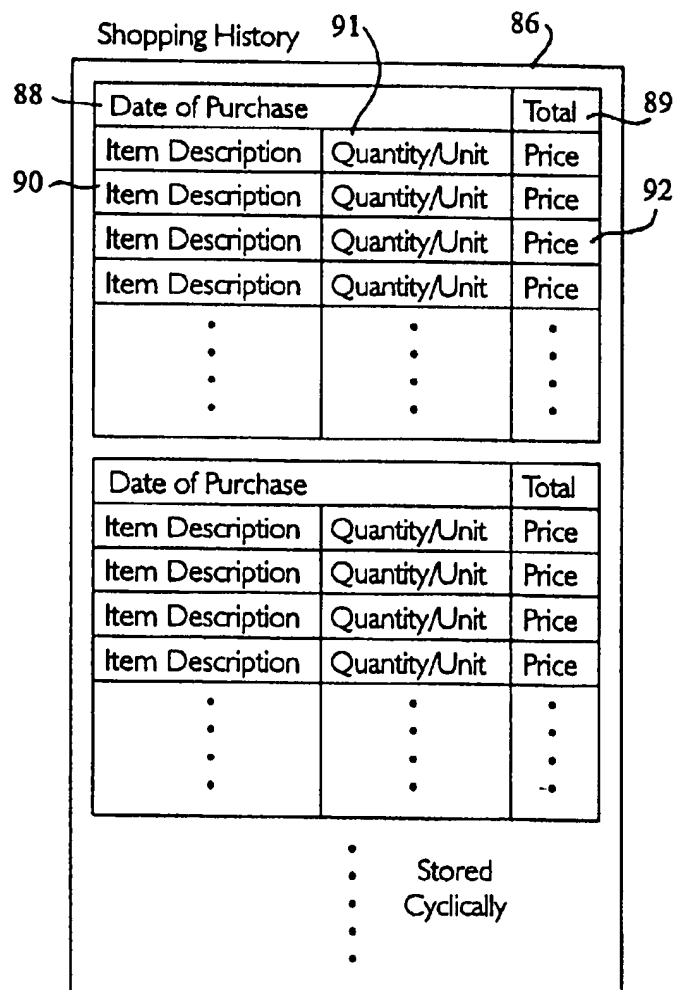 Shopping History 91 86
88 Date of Purchase Total 89
Item Description Quantity/Unit Price
90 Item Description Quantity/Unit Price 92
Item Description Quantity/Unit Price
Item Description Quantity/Unit Price
Date of Purchase Total
Item Description Quantity/Unit Price
Item Description Quantity/Unit Price
Item Description Quantity/Unit Price
Item Description Quantity/Unit Price
Stored
Cyclically